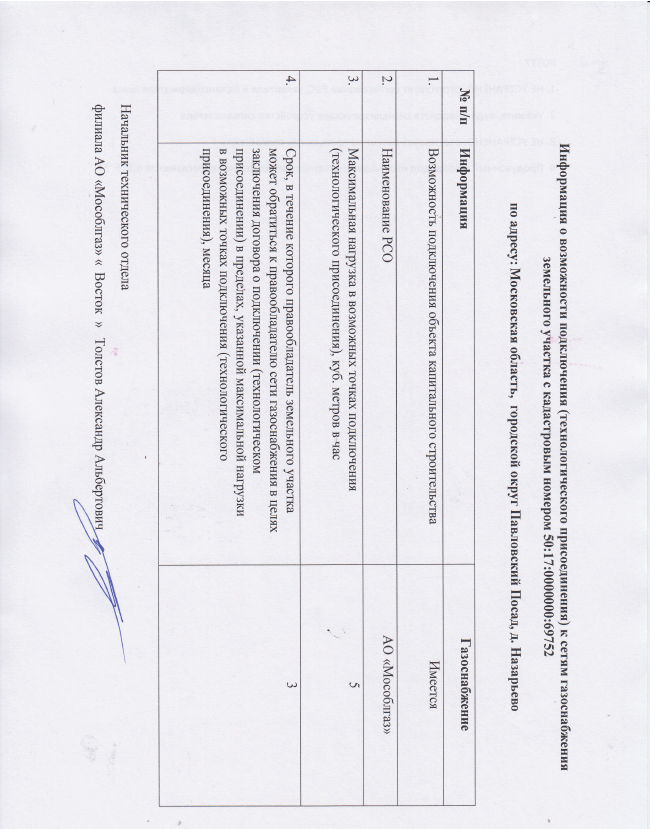 Информация о возможности подключения (технологического присоединения) к сетям газоснабжения
земельного участка с кадастровым номером 50:17:0000000:69752
по адресу: Московская область, городской округ Павловский Посад, д. Назарьево
№ п/п Информация Газоснабжение
1. Возможность подключения объекта капитального строительства Имеется
2. Наименование РСО АО «Мособлгаз»
3. Максимальная нагрузка в возможных точках подключения 5
(технологического присоединения), куб. метров в час
4. Срок, в течение которого правообладатель земельного участка 3
может обратиться к правообладателю сети газоснабжения в целях
заключения договора о подключении (технологическом
присоединении) в пределах, указанной максимальной нагрузки
в возможных точках подключения (технологического
присоединения), месяца
Начальник технического отдела
филиала АО «Мособлгаз» « Восток » Толстов Александр Альбертович